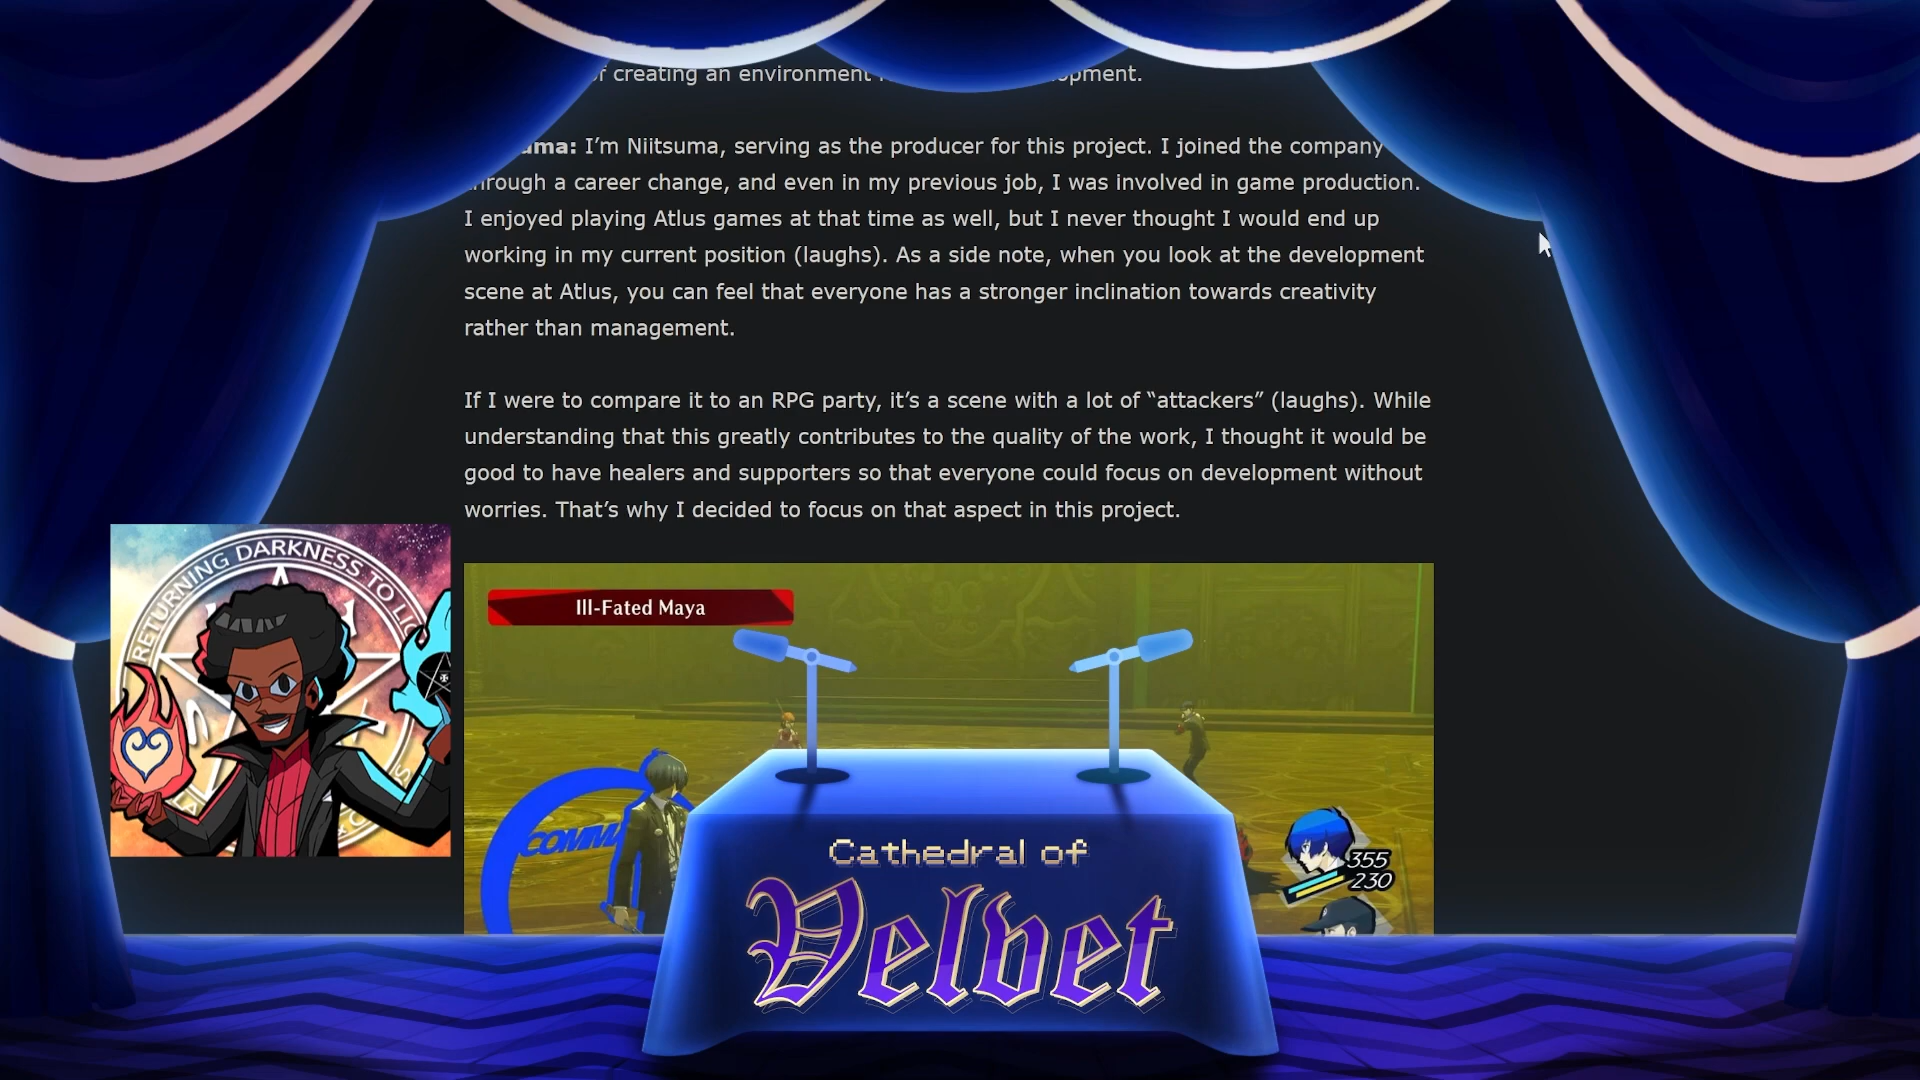 of creating an environment
opment.
uma: I'm Niitsuma, serving as the producer for this project. I joined the company
through a career change, and even in my previous job, I was involved in game production.
I enjoyed playing Atlus games at that time as well, but I never thought I would end up
working in my current position (laughs). As a side note, when you look at the development
scene at Atlus, you can feel that everyone has a stronger inclination towards creativity
rather than management.
If I were to compare it to an RPG party, it's a scene with a lot of “attackers” (laughs). While
understanding that this greatly contributes to the quality of the work, I thought it would be
good to have healers and supporters so that everyone could focus on development without
worries. That's why I decided to focus on that aspect in this project.
RETURNING DARKNESS TO LIG
Ill-Fated Maya
COMMA
355
230
Cathedral of
Velvet